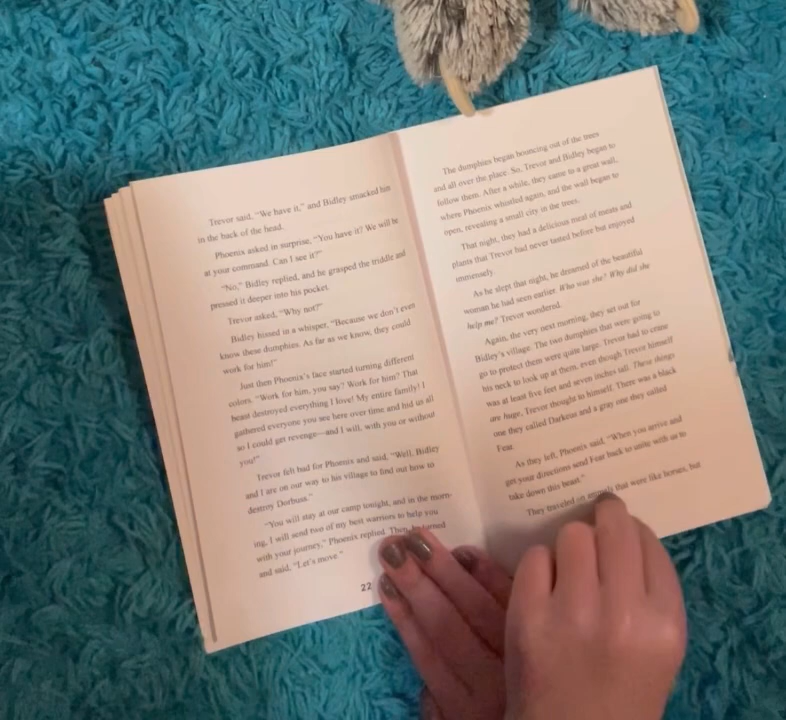 Trevor said, "We have it," and Bidley smacked him
in the back of the head.
Phoenix asked in surprise, "You have it? We will be
at your command. Can I see it?"
"No," Bidley replied, and he grasped the triddle and
pressed it deeper into his pocket.
Trevor asked, "Why not?"
Bidley hissed in a whisper, "Because we don't even
know these dumphies. As far as we know, they could
work for him!"
Just then Phoenix's face started turning different
colors. "Work for him, you say? Work for him? That
beast destroyed everything I love! My entire family! I
gathered everyone you see here over time and hid us all
so I could get revenge—and I will, with you or without
you!"
Trevor felt bad for Phoenix and said, "Well, Bidley
and I are on our way to his village to find out how to
destroy Dorbuss."
"You will stay at our camp tonight, and in the morn-
ing, I will send two of my best warriors to help you
with your journey," Phoenix replied. Then, he turned
and said, "Let's move."
22
The dumphies began bouncing out of the trees
and all over the place. So, Trevor and Bidley began to
follow them. After a while, they came to a great wall,
where Phoenix whistled again, and the wall began to
open, revealing a small city in the trees.
That night, they had a delicious meal of meats and
plants that Trevor had never tasted before but enjoyed
immensely.
As he slept that night, he dreamed of the beautiful
woman he had seen earlier. Who was she? Why did she
help me? Trevor wondered.
Again, the very next morning, they set out for
Bidley's village. The two dumphies that were going to
go to protect them were quite large. Trevor had to crane
his neck to look up at them, even though Trevor himself
was at least five feet and seven inches tall. These things
are huge, Trevor thought to himself. There was a black
one they called Darkeus and a gray one they called
Fear.
As they left, Phoenix said, "When you arrive and
get your directions send Fear back to unite with us to
take down this beast."
They traveled on animals that were like horses, but